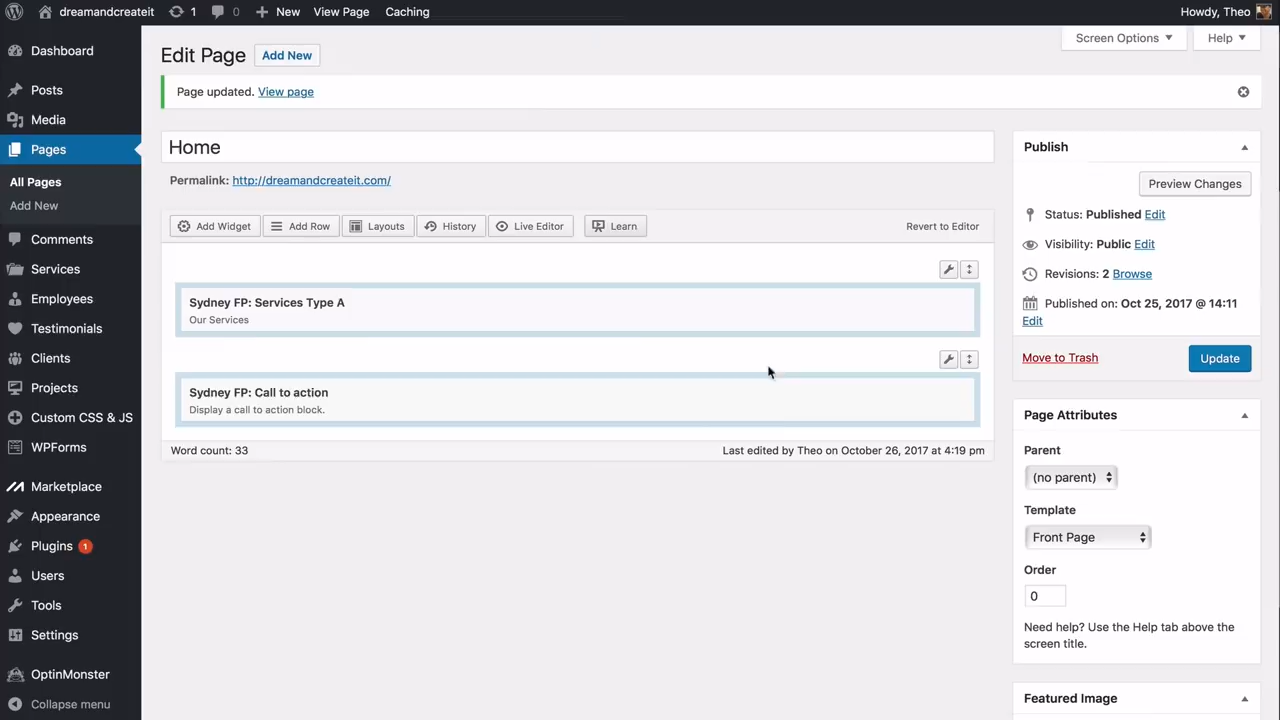 dreamandcreateit 1 0 New View Page Caching Howdy, Theo
Dashboard
Posts
Media
Pages
All Pages
Add New
Comments
Services
Employees
Testimonials
Clients
Projects
Custom CSS & JS
WPForms
Marketplace
Appearance
Plugins 1
Users
Tools
Settings
OptinMonster
Collapse menu
Screen Options Help
Edit Page Add New
Page updated. View page
Home
Permalink: http://dreamandcreateit.com/
Add Widget Add Row Layouts History Live Editor Learn Revert to Editor
Sydney FP: Services Type A
Our Services
Sydney FP: Call to action
Display a call to action block.
Word count: 33 Last edited by Theo on October 26, 2017 at 4:19 pm
Publish
Preview Changes
Status: Published Edit
Visibility: Public Edit
Revisions: 2 Browse
Published on: Oct 25, 2017 @ 14:11
Edit
Move to Trash Update
Page Attributes
Parent
(no parent)
Template
Front Page
Order
0
Need help? Use the Help tab above the
screen title.
Featured Image